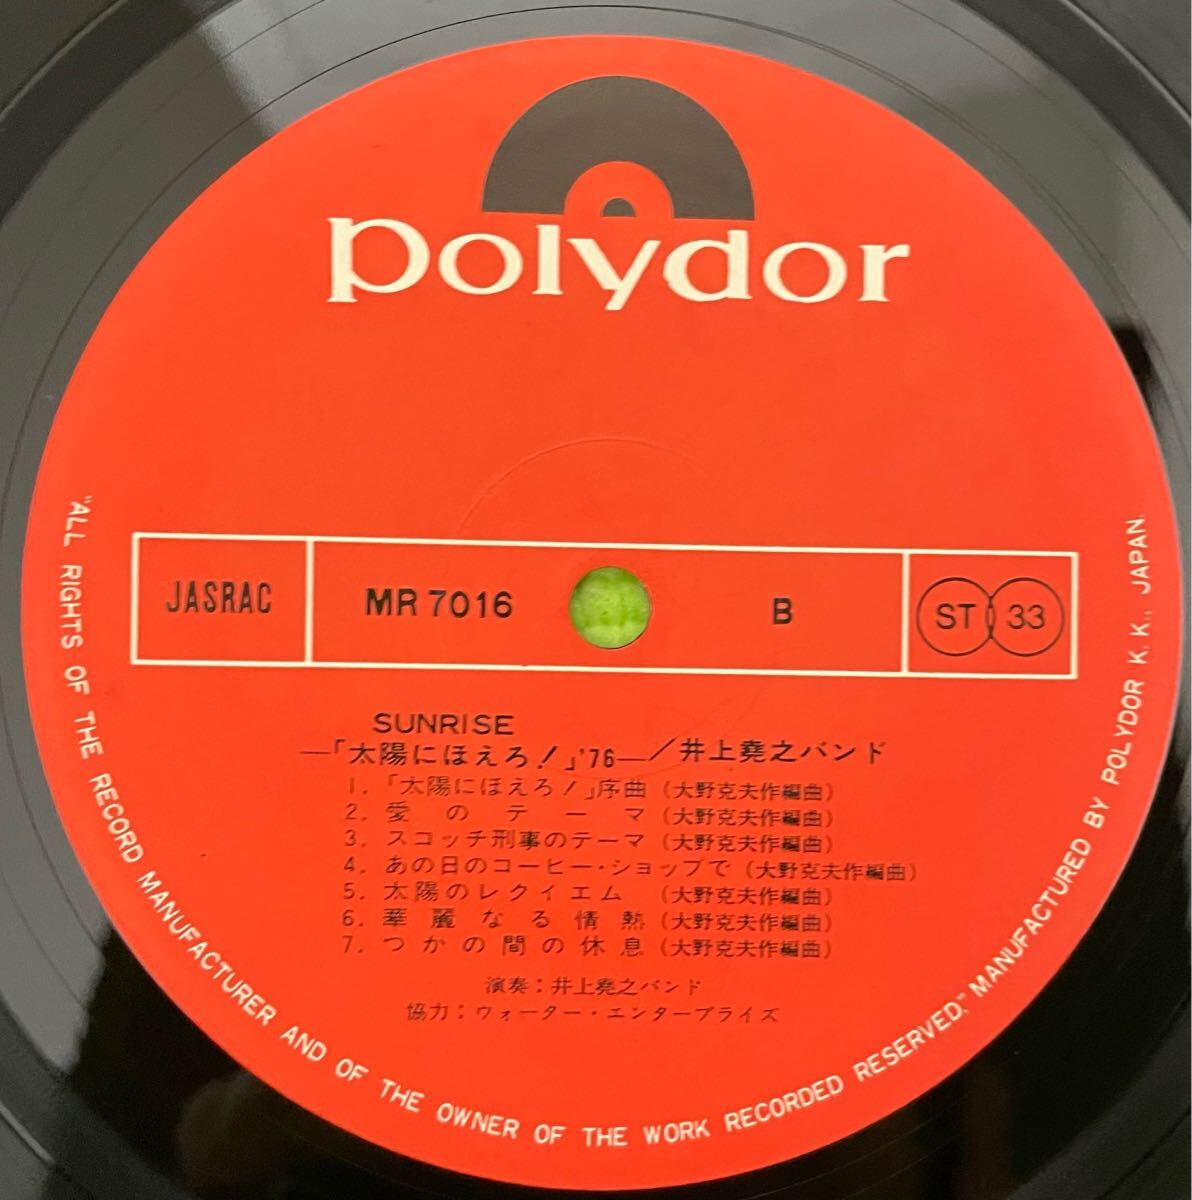 polydor
JASRAC MR 7016 B ST 33
SUNRISE
—「太陽にほえろ!」'76—/井上堯之バンド
1. 「太陽にほえろ!」序曲 (大野克夫作編曲)
2. 愛のテーマ (大野克夫作編曲)
3. スコッチ刑事のテーマ (大野克夫作編曲)
4. あの日のコーヒー・ショップで (大野克夫作編曲)
5. 太陽のレクイエム (大野克夫作編曲)
6. 華麗なる情熱 (大野克夫作編曲)
7. つかの間の休息 (大野克夫作編曲)
演奏:井上堯之バンド
協力:ウォーター・エンタープライズ
"ALL RIGHTS OF THE RECORD MANUFACTURER AND OF THE OWNER OF THE WORK RECORDED RESERVED," MANUFACTURED BY POLYDOR K. K., JAPAN.